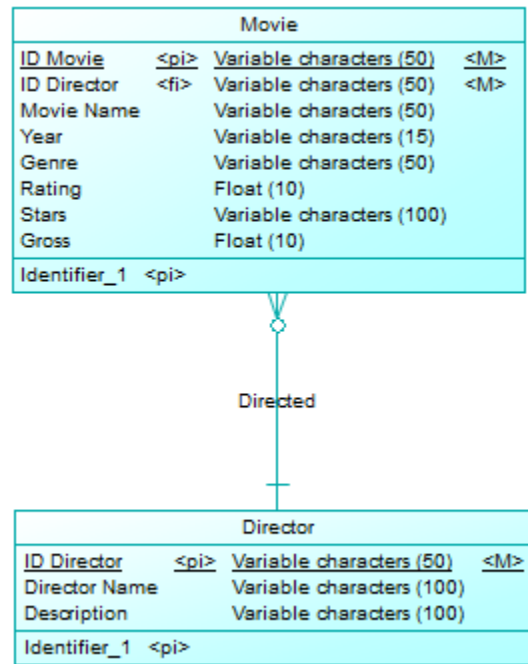 Movie
ID Movie <pi> Variable characters (50) <M>
ID Director <fi> Variable characters (50) <M>
Movie Name Variable characters (50)
Year Variable characters (15)
Genre Variable characters (50)
Rating Float (10)
Stars Variable characters (100)
Gross Float (10)
Identifier_1 <pi>
Directed
Director
ID Director <pi> Variable characters (50) <M>
Director Name Variable characters (100)
Description Variable characters (100)
Identifier_1 <pi>